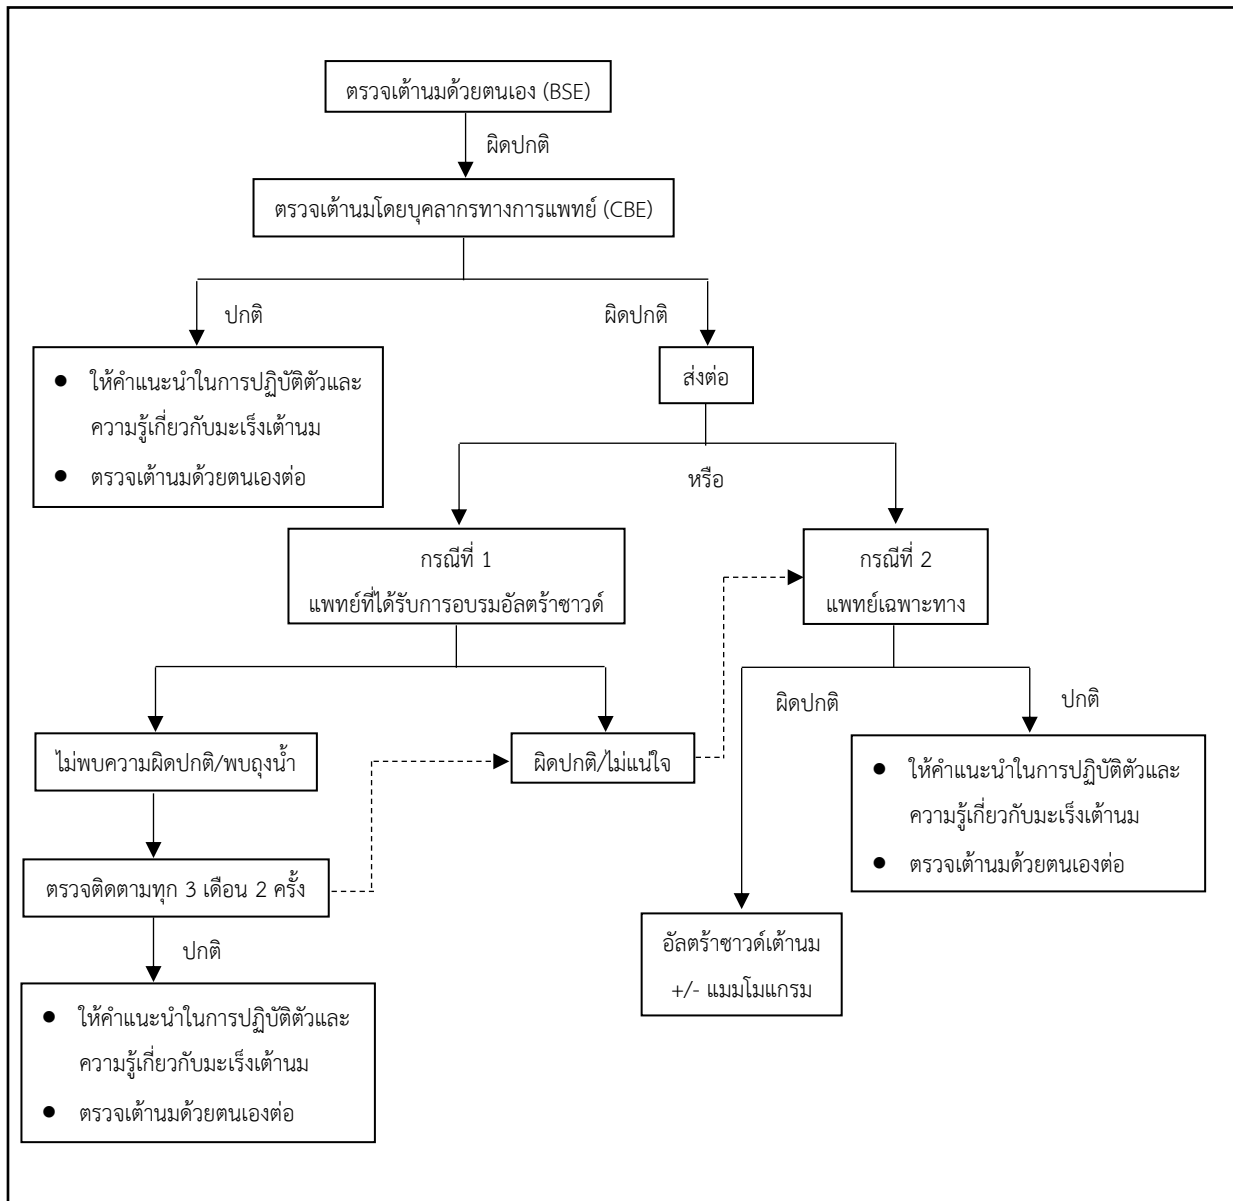 ตรวจเต้านมด้วยตนเอง (BSE)
ผิดปกติ
ตรวจเต้านมโดยบุคลากรทางการแพทย์ (CBE)
ปกติ
ผิดปกติ
● ให้คำแนะนำในการปฏิบัติตัวและ
ความรู้เกี่ยวกับมะเร็งเต้านม
● ตรวจเต้านมด้วยตนเองต่อ
ส่งต่อ
หรือ
กรณีที่ 1
แพทย์ที่ได้รับการอบรมอัลตร้าซาวด์
กรณีที่ 2
แพทย์เฉพาะทาง
ไม่พบความผิดปกติ/พบถุงน้ำ
ผิดปกติ/ไม่แน่ใจ
ผิดปกติ
ปกติ
● ให้คำแนะนำในการปฏิบัติตัวและ
ความรู้เกี่ยวกับมะเร็งเต้านม
● ตรวจเต้านมด้วยตนเองต่อ
ตรวจติดตามทุก 3 เดือน 2 ครั้ง
ปกติ
อัลตร้าซาวด์เต้านม
+/- แมมโมแกรม
● ให้คำแนะนำในการปฏิบัติตัวและ
ความรู้เกี่ยวกับมะเร็งเต้านม
● ตรวจเต้านมด้วยตนเองต่อ